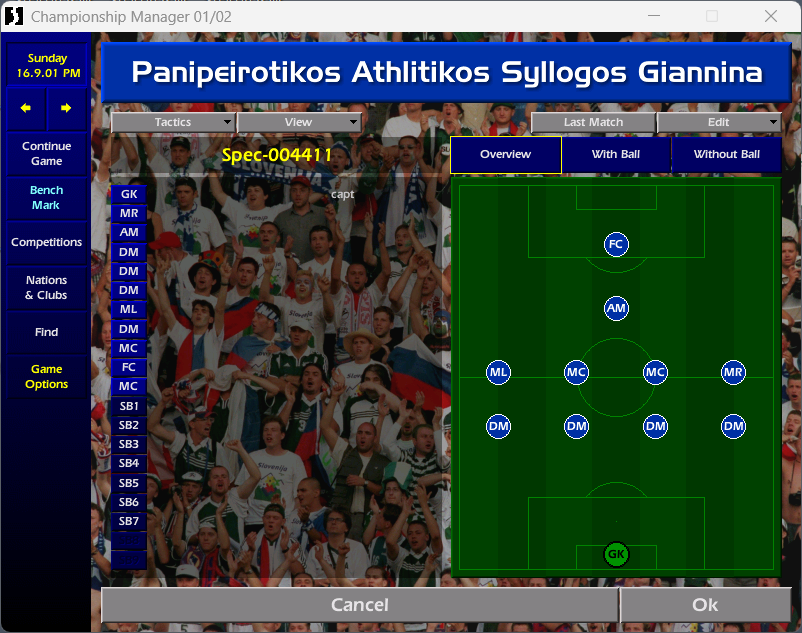 Championship Manager 01/02
Sunday
16.9.01 PM
Panipeirotikos Athlitikos Syllogos Giannina
Continue
Game
Bench
Mark
Competitions
Nations
& Clubs
Find
Game
Options
Tactics
View
Last Match
Edit
Spec-004411
Overview
With Ball
Without Ball
GK
capt
MR
AM
DM
DM
DM
ML
DM
MC
FC
MC
SB1
SB2
SB3
SB4
SB5
SB6
SB7
FC
AM
ML
MC
MC
MR
DM
DM
DM
DM
GK
Slovenija
Cancel
Ok